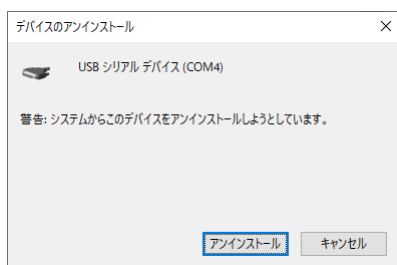 デバイスのアンインストール
USB シリアル デバイス (COM4)
警告: システムからこのデバイスをアンインストールしようとしています。
アンインストール
キャンセル